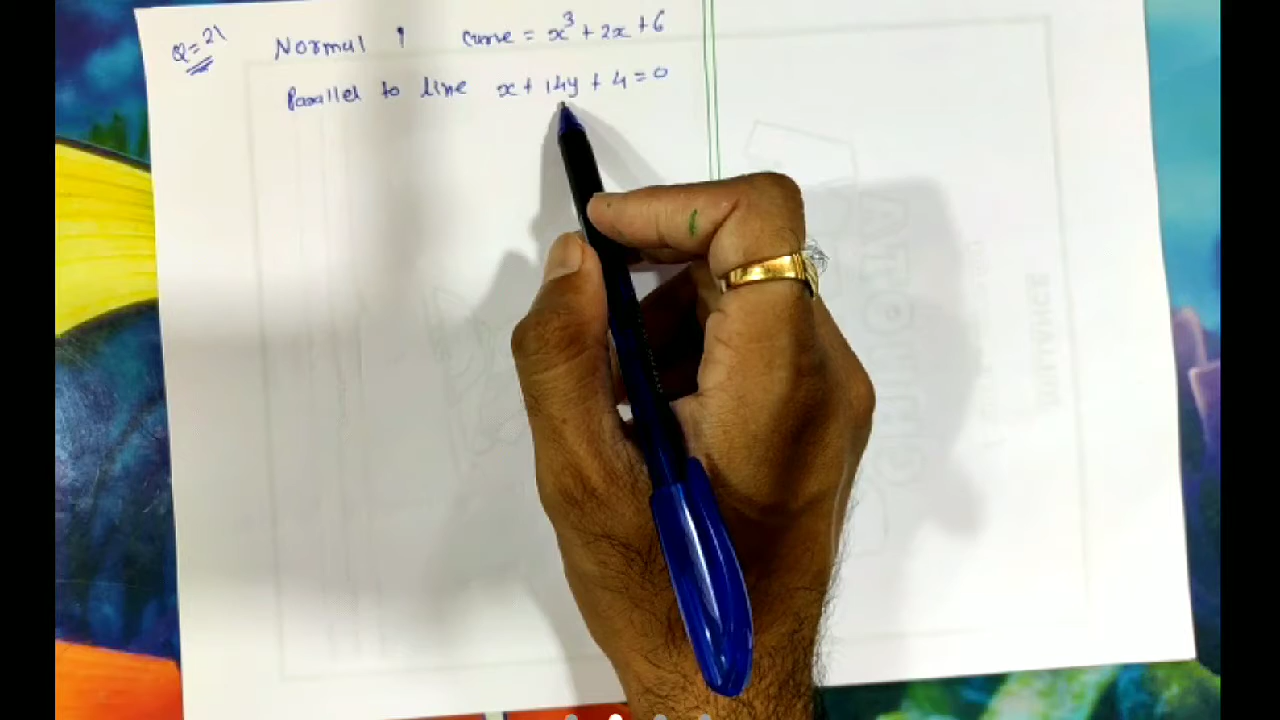 Q=21 Normal ? curve = x³ + 2x + 6
Parallel to line x + 14y + 4 = 0